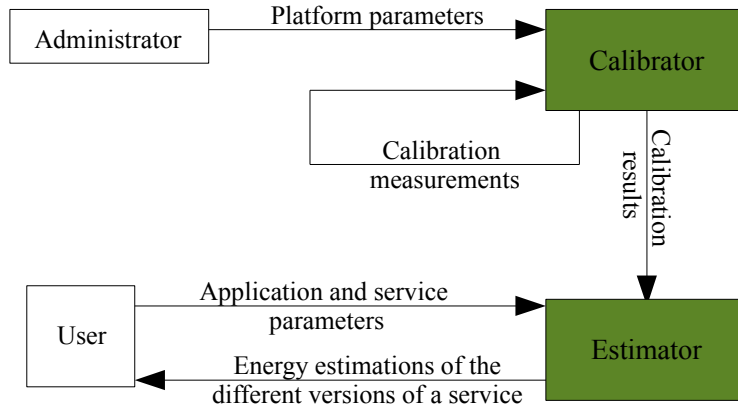 Platform parameters
Administrator
Calibrator
Calibration
measurements
Calibration
results
Application and service
parameters
User
Estimator
Energy estimations of the
different versions of a service